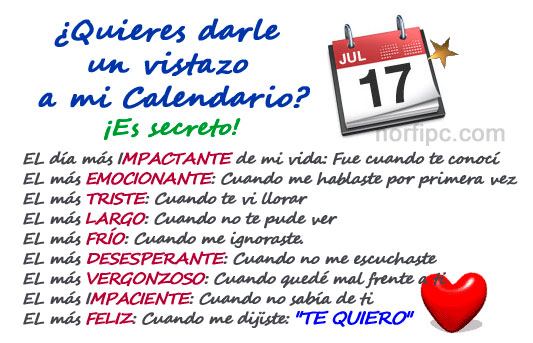 ¿Quieres darle
un vistazo
a mi Calendario?
¡Es secreto!
JUL
17
norfipc.com
EL día más IMPACTANTE de mi vida: Fue cuando te conocí
EL más EMOCIONANTE: Cuando me hablaste por primera vez
EL más TRISTE: Cuando te vi llorar
EL más LARGO: Cuando no te pude ver
EL más FRÍO: Cuando me ignoraste.
EL más DESESPERANTE: Cuando no me escuchaste
EL más VERGONZOSO: Cuando quedé mal frente a ti
EL más IMPACIENTE: Cuando no sabía de ti
EL más FELIZ: Cuando me dijiste: "TE QUIERO"